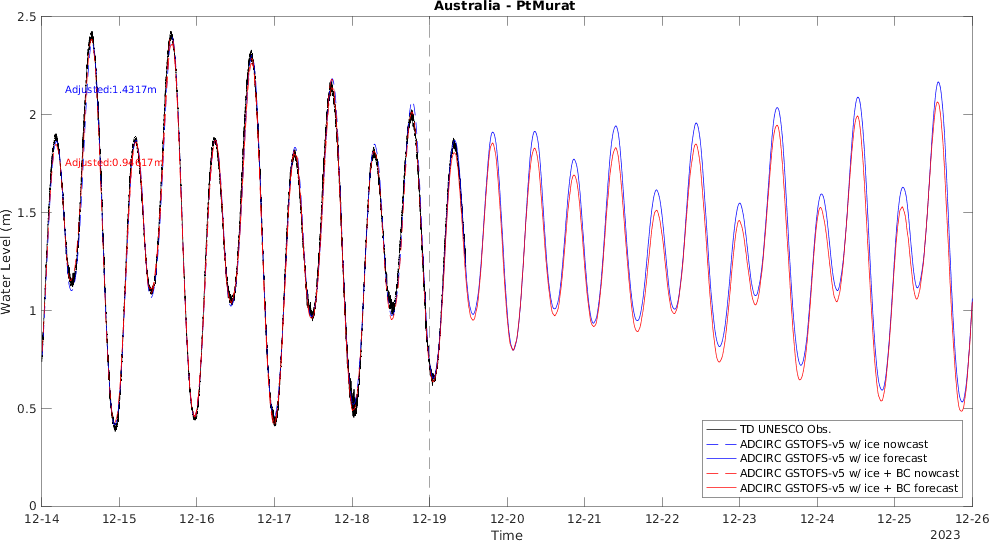 Australia - PtMurat
2.5
2
1.5
1
0.5
0
Water Level (m)
Adjusted:1.4317m
Adjusted:0.94617m
TD UNESCO Obs.
ADCIRC GSTOFS-v5 w/ ice nowcast
ADCIRC GSTOFS-v5 w/ ice forecast
ADCIRC GSTOFS-v5 w/ ice + BC nowcast
ADCIRC GSTOFS-v5 w/ ice + BC forecast
12-14 12-15 12-16 12-17 12-18 12-19 12-20 12-21 12-22 12-23 12-24 12-25 12-26
Time
2023